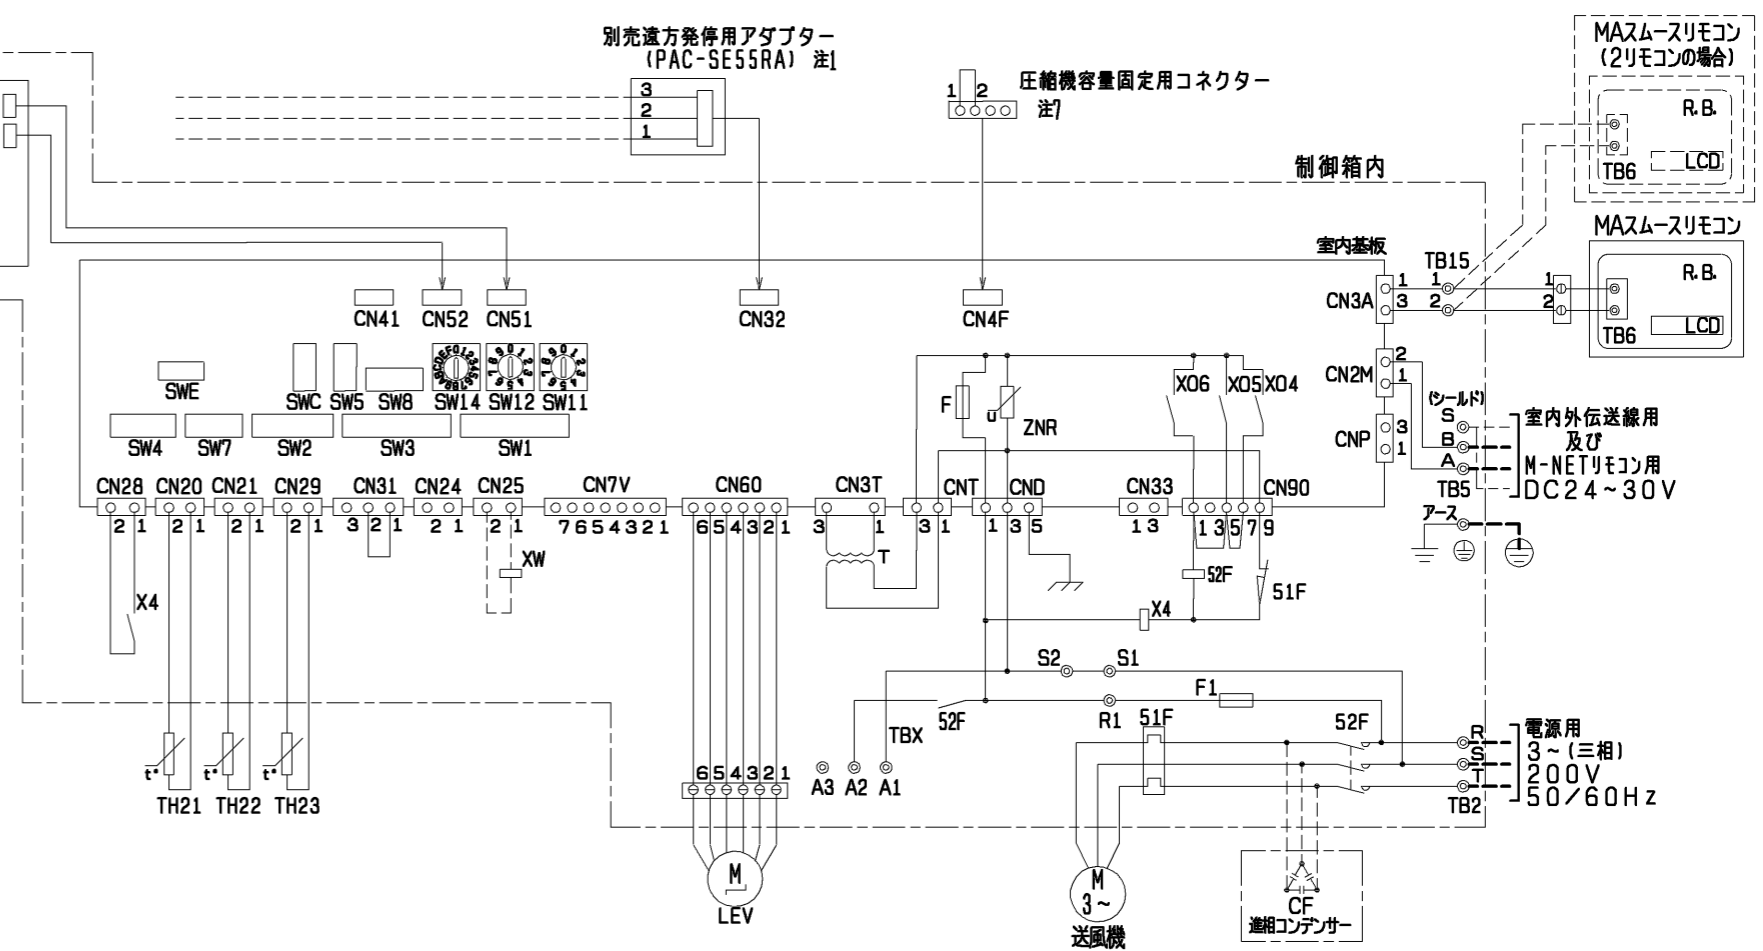 別売遠方発停用アダプター
(PAC-SE55RA) 注1
3
2
1
1 2
圧縮機容量固定用コネクター
注7
MAスムースリモコン
(2リモコンの場合)
R.B.
LCD
TB6
制御箱内
MAスムースリモコン
室内基板
TB15
R.B.
LCD
TB6
CN3A
1 1 1
3 2 2
CN41 CN52 CN51 CN32 CN4F
SWE SWC SW5 SW8 SW14 SW12 SW11
0123456789ABCDEF
0123456789
0123456789
SW4 SW7 SW2 SW3 SW1
F
u
ZNR
X06 X05 X04
CN2M
2
1
CNP
3
1
(シールド)
S
B
A
TB5
室内外伝送線用
及び
M-NETリモコン用
DC24~30V
アース
CN28 CN20 CN21 CN29 CN31 CN24 CN25 CN7V CN60 CN3T CNT CND CN33 CN90
2 1 2 1 2 1 2 1 3 2 1 2 1 2 1 7 6 5 4 3 2 1 6 5 4 3 2 1 3 1 3 1 1 3 5 1 3 1 3 5 7 9
X4
XW
T
52F
51F
X4
S2 S1
F1
R1
52F
TBX
51F
52F
A3 A2 A1
R
S
T
TB2
電源用
3~(三相)
200V
50/60Hz
t°
TH21
t°
TH22
t°
TH23
6 5 4 3 2 1
M
LEV
M
3~
送風機
CF
進相コンデンサー